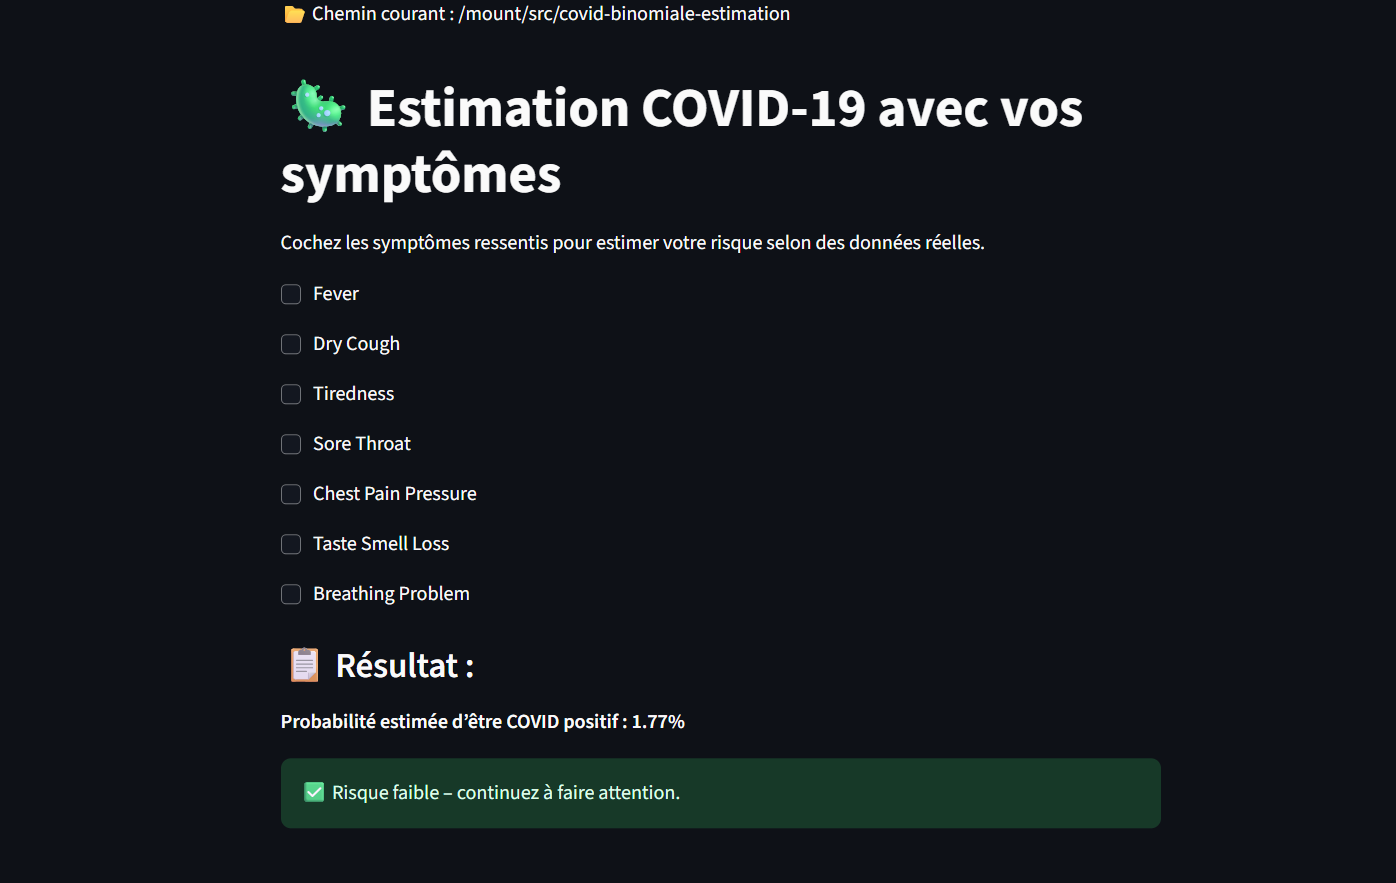 Chemin courant : /mount/src/covid-binomiale-estimation
Estimation COVID-19 avec vos
symptômes
Cochez les symptômes ressentis pour estimer votre risque selon des données réelles.
Fever
Dry Cough
Tiredness
Sore Throat
Chest Pain Pressure
Taste Smell Loss
Breathing Problem
Résultat :
Probabilité estimée d’être COVID positif : 1.77%
Risque faible – continuez à faire attention.